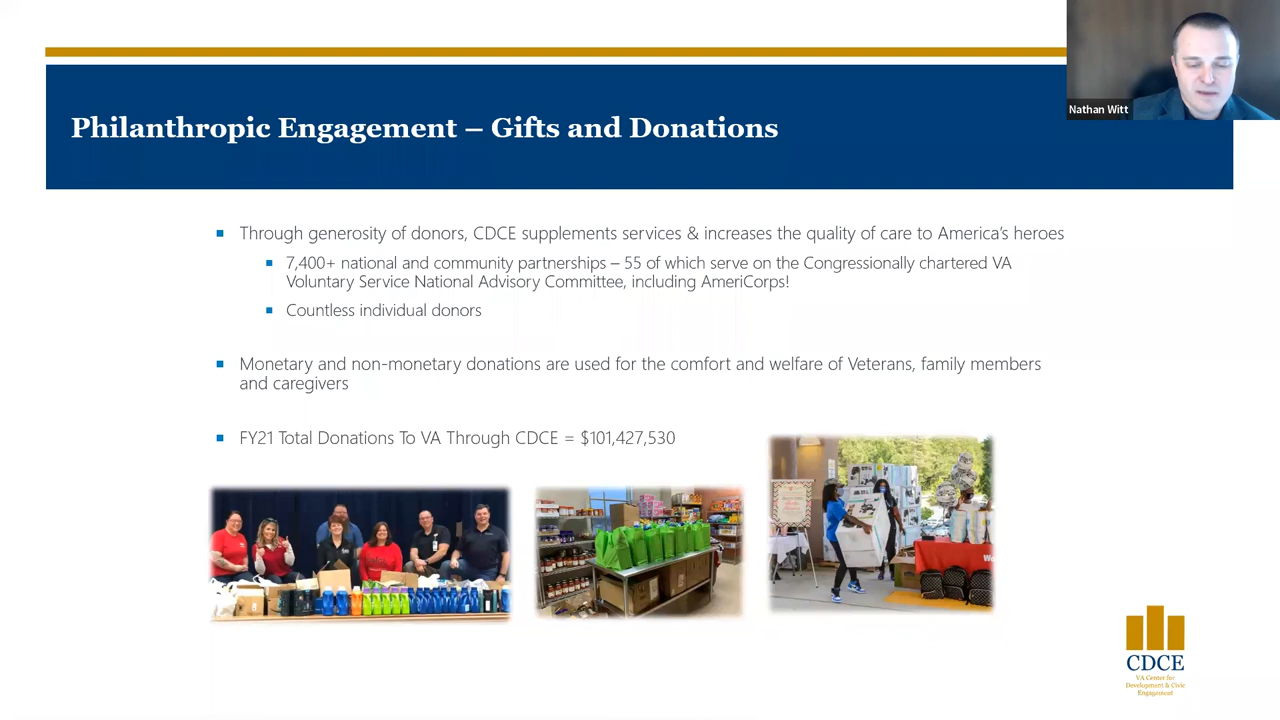 Nathan Witt
Philanthropic Engagement – Gifts and Donations
Through generosity of donors, CDCE supplements services & increases the quality of care to America's heroes
7,400+ national and community partnerships – 55 of which serve on the Congressionally chartered VA
Voluntary Service National Advisory Committee, including AmeriCorps!
Countless individual donors
Monetary and non-monetary donations are used for the comfort and welfare of Veterans, family members
and caregivers
FY21 Total Donations To VA Through CDCE = $101,427,530
CDCE
VA Center for
Development & Civic
Engagement